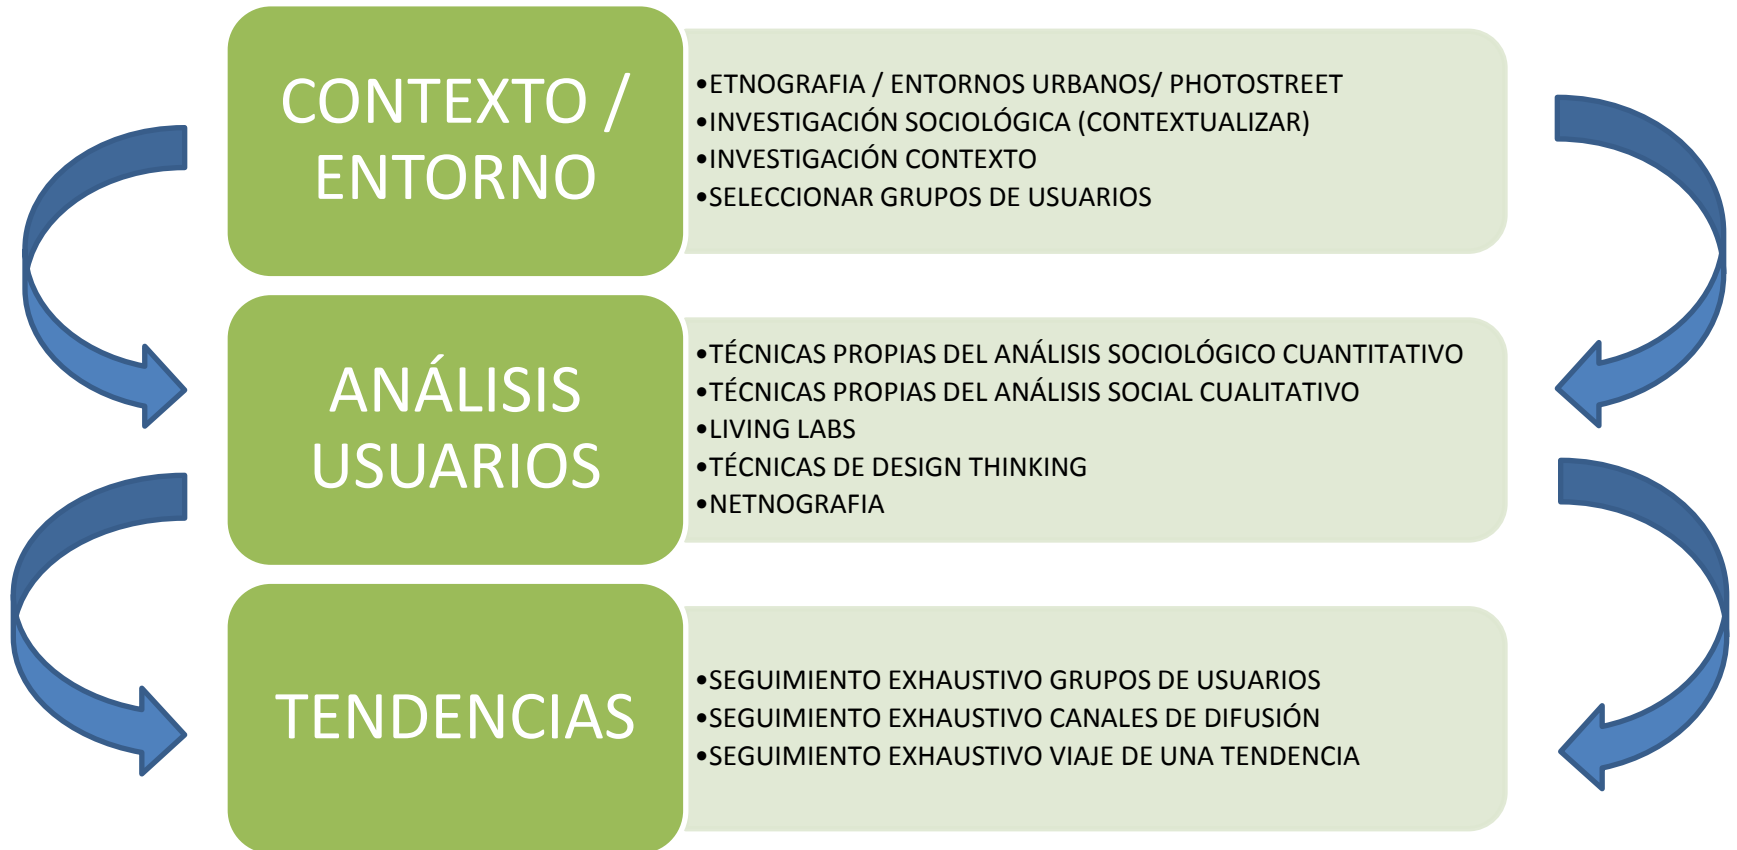 CONTEXTO /
ENTORNO
•ETNOGRAFIA / ENTORNOS URBANOS/ PHOTOSTREET
•INVESTIGACIÓN SOCIOLÓGICA (CONTEXTUALIZAR)
•INVESTIGACIÓN CONTEXTO
•SELECCIONAR GRUPOS DE USUARIOS
ANÁLISIS
USUARIOS
•TÉCNICAS PROPIAS DEL ANÁLISIS SOCIOLÓGICO CUANTITATIVO
•TÉCNICAS PROPIAS DEL ANÁLISIS SOCIAL CUALITATIVO
•LIVING LABS
•TÉCNICAS DE DESIGN THINKING
•NETNOGRAFIA
TENDENCIAS
•SEGUIMIENTO EXHAUSTIVO GRUPOS DE USUARIOS
•SEGUIMIENTO EXHAUSTIVO CANALES DE DIFUSIÓN
•SEGUIMIENTO EXHAUSTIVO VIAJE DE UNA TENDENCIA